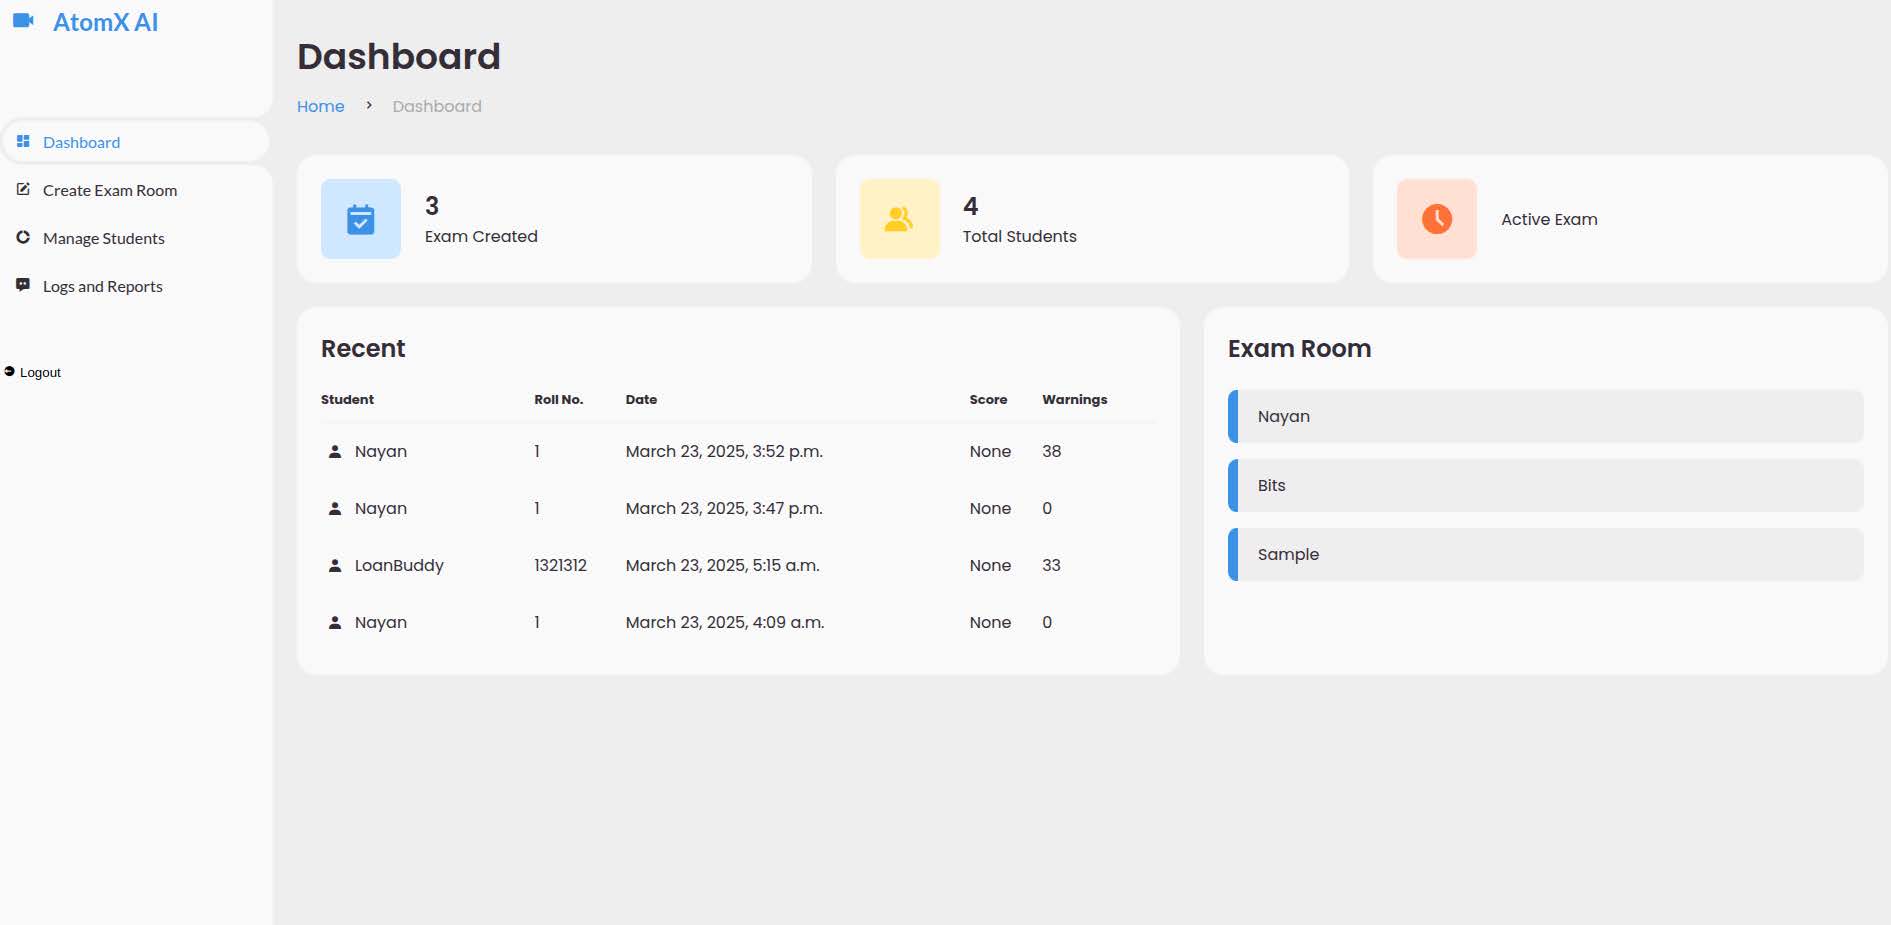 AtomX AI
Dashboard
Create Exam Room
Manage Students
Logs and Reports
Logout
Dashboard
Home > Dashboard
3
Exam Created
4
Total Students
Active Exam
Recent
Student Roll No. Date Score Warnings
Nayan 1 March 23, 2025, 3:52 p.m. None 38
Nayan 1 March 23, 2025, 3:47 p.m. None 0
LoanBuddy 1321312 March 23, 2025, 5:15 a.m. None 33
Nayan 1 March 23, 2025, 4:09 a.m. None 0
Exam Room
Nayan
Bits
Sample